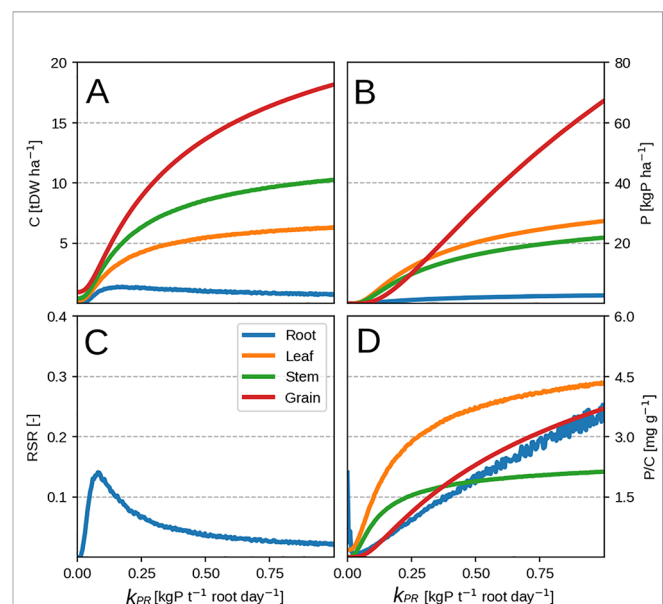 20
15
10
5
C [tDW ha⁻¹]
A
B
80
60
40
20
P [kgP ha⁻¹]
0.4
0.3
0.2
0.1
RSR [-]
C
Root
Leaf
Stem
Grain
D
6.0
4.5
3.0
1.5
P/C [mg g⁻¹]
0.00 0.25 0.50 0.75
0.00 0.25 0.50 0.75
kPR [kgP t⁻¹ root day⁻¹]
kPR [kgP t⁻¹ root day⁻¹]